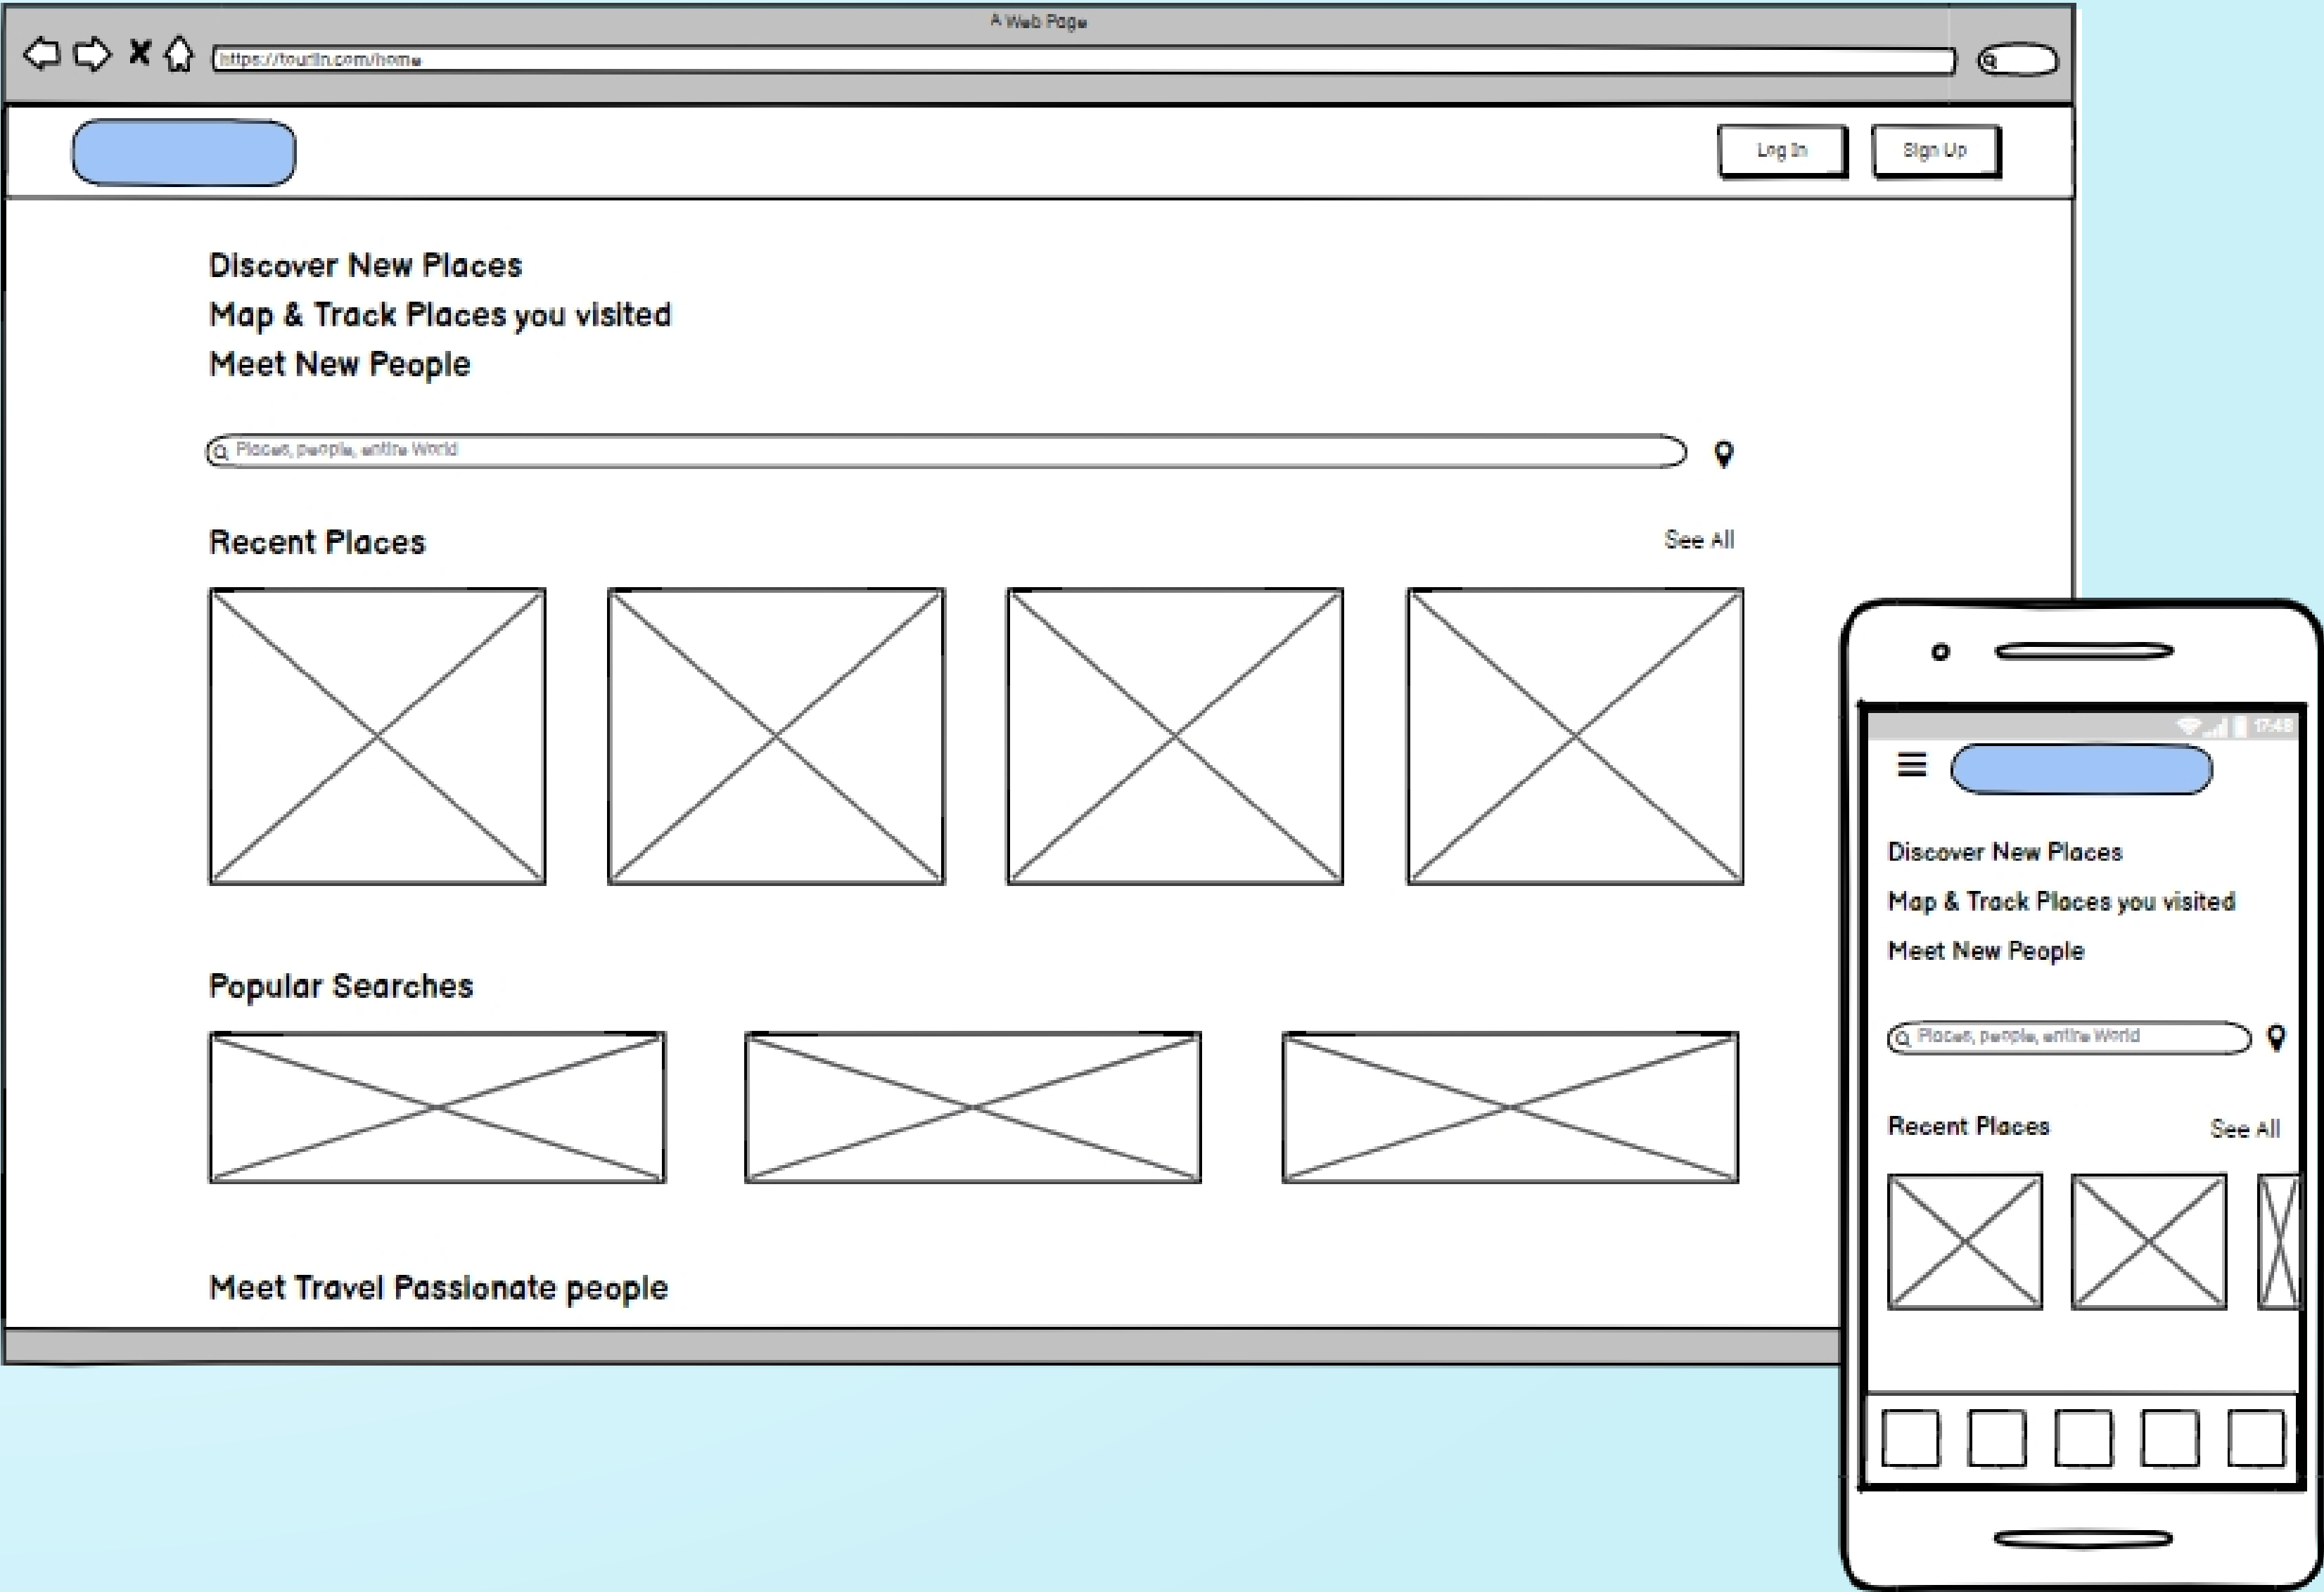 A Web Page
https://tourlin.com/home
Log In
Sign Up
Discover New Places
Map & Track Places you visited
Meet New People
Places, people, entire World
Recent Places
See All
Popular Searches
Meet Travel Passionate people
17:48
Discover New Places
Map & Track Places you visited
Meet New People
Places, people, entire World
Recent Places
See All